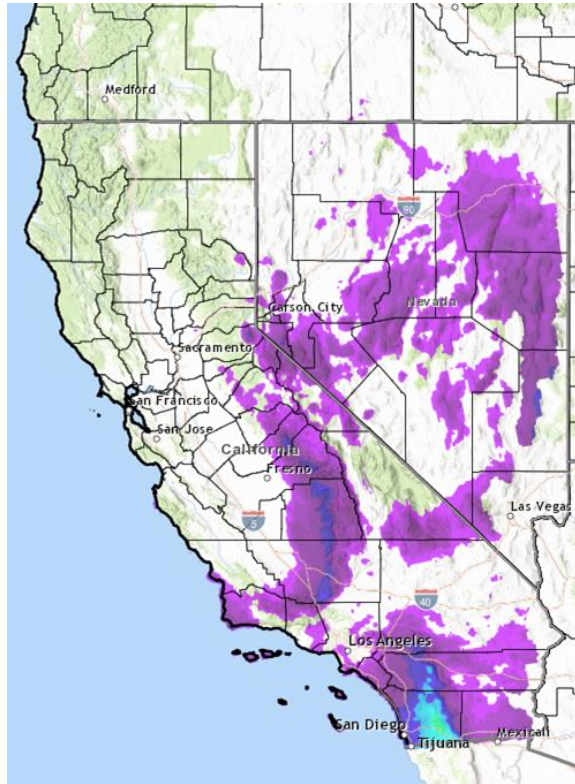 Medford
80
Carson City
Nevada
Sacramento
San Francisco
San Jose
California
Fresno
5
Las Vegas
40
Los Angeles
San Diego
Mexicali
Tijuana